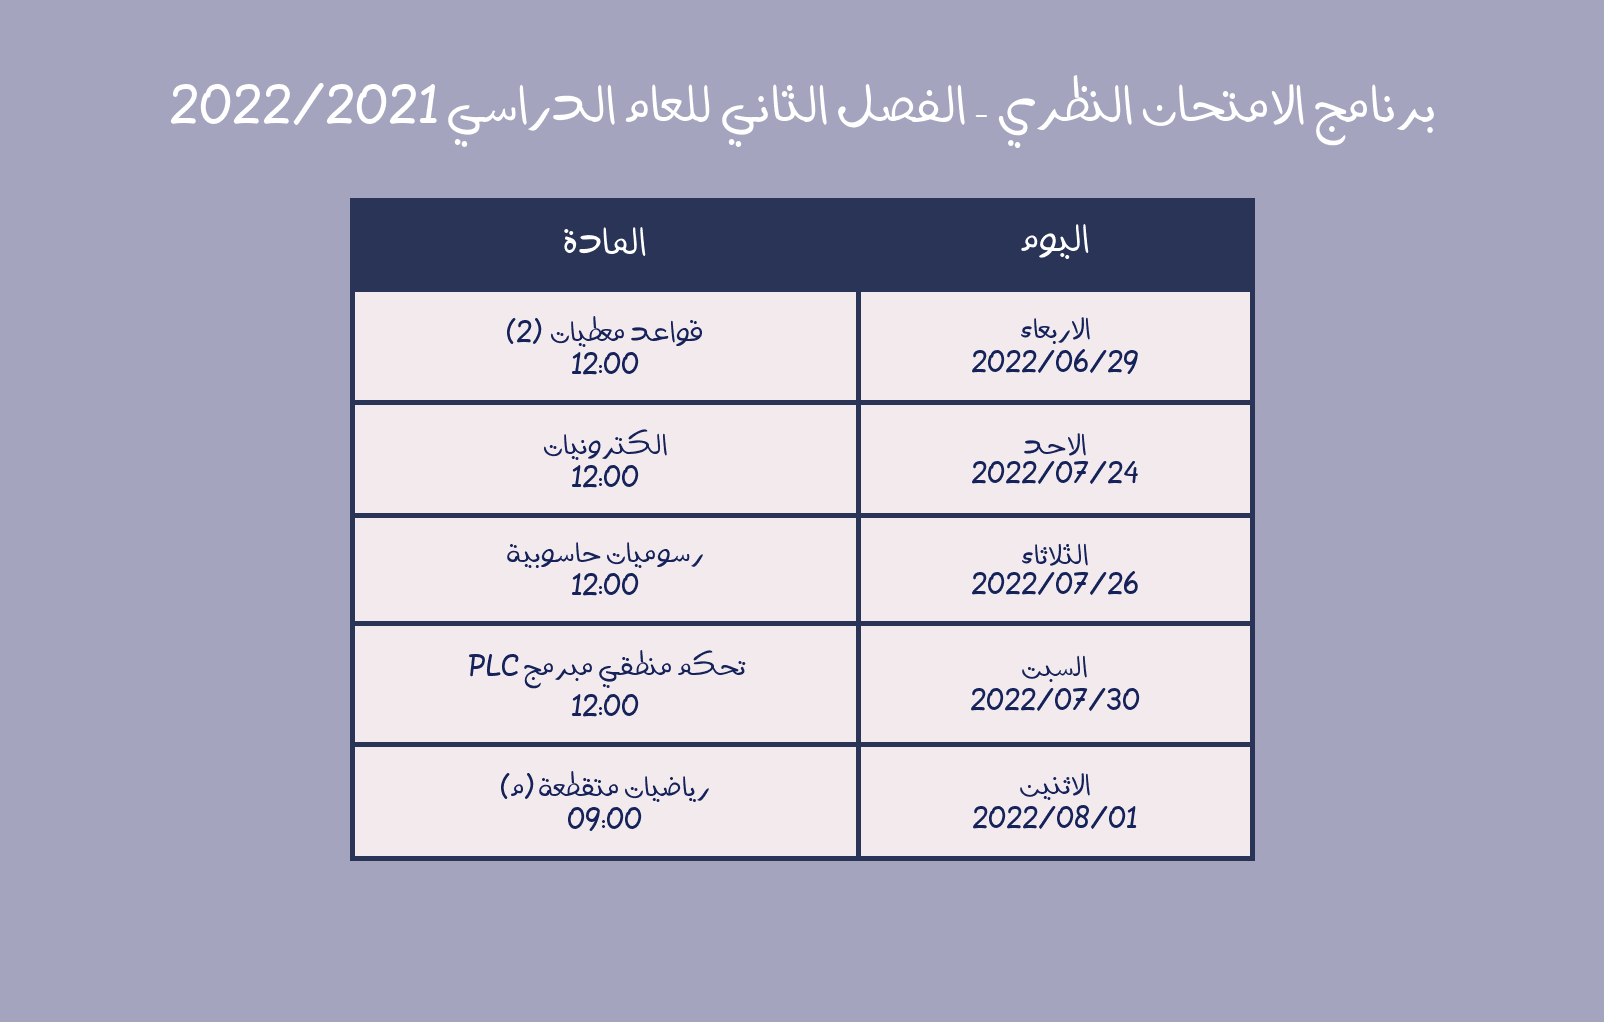 برنامج الامتحان النظري - الفصل الثاني للعام الدراسي 2022/2021
اليوم
المادة
الاربعاء
2022/06/29
قواعد معطيات (2)
12:00
الاحد
2022/07/24
الكترونيات
12:00
الثلاثاء
2022/07/26
رسوميات حاسوبية
12:00
السبت
2022/07/30
تحكم منطقي مبرمج PLC
12:00
الاثنين
2022/08/01
رياضيات متقطعة (م)
09:00